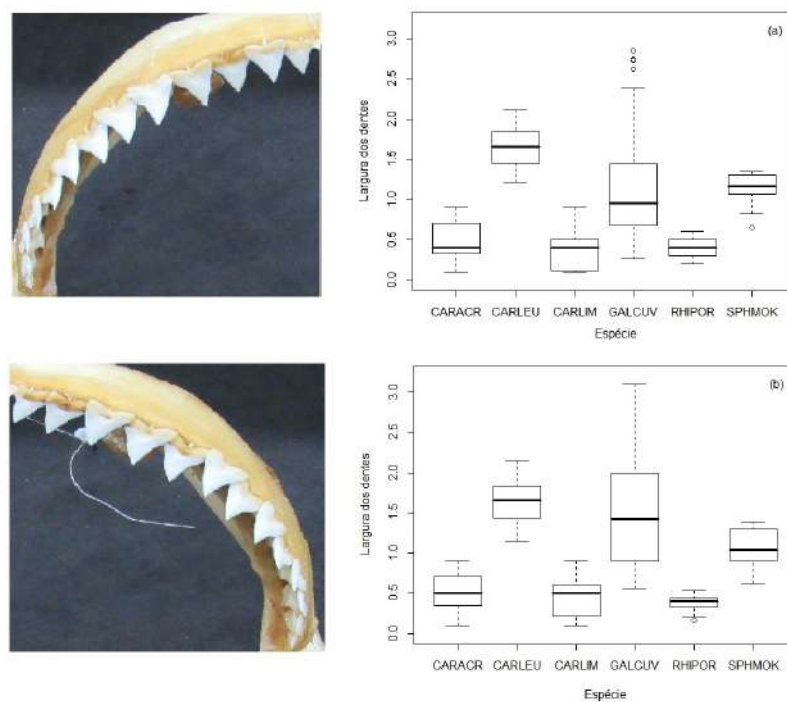 (a)
Largura dos dentes
3.0
2.5
2.0
1.5
1.0
0.5
0.0
CARACR CARLEU CARLIM GALCUV RHIPOR SPHMOK
Espécie
(b)
Largura dos dentes
3.0
2.5
2.0
1.5
1.0
0.5
0.0
CARACR CARLEU CARLIM GALCUV RHIPOR SPHMOK
Espécie